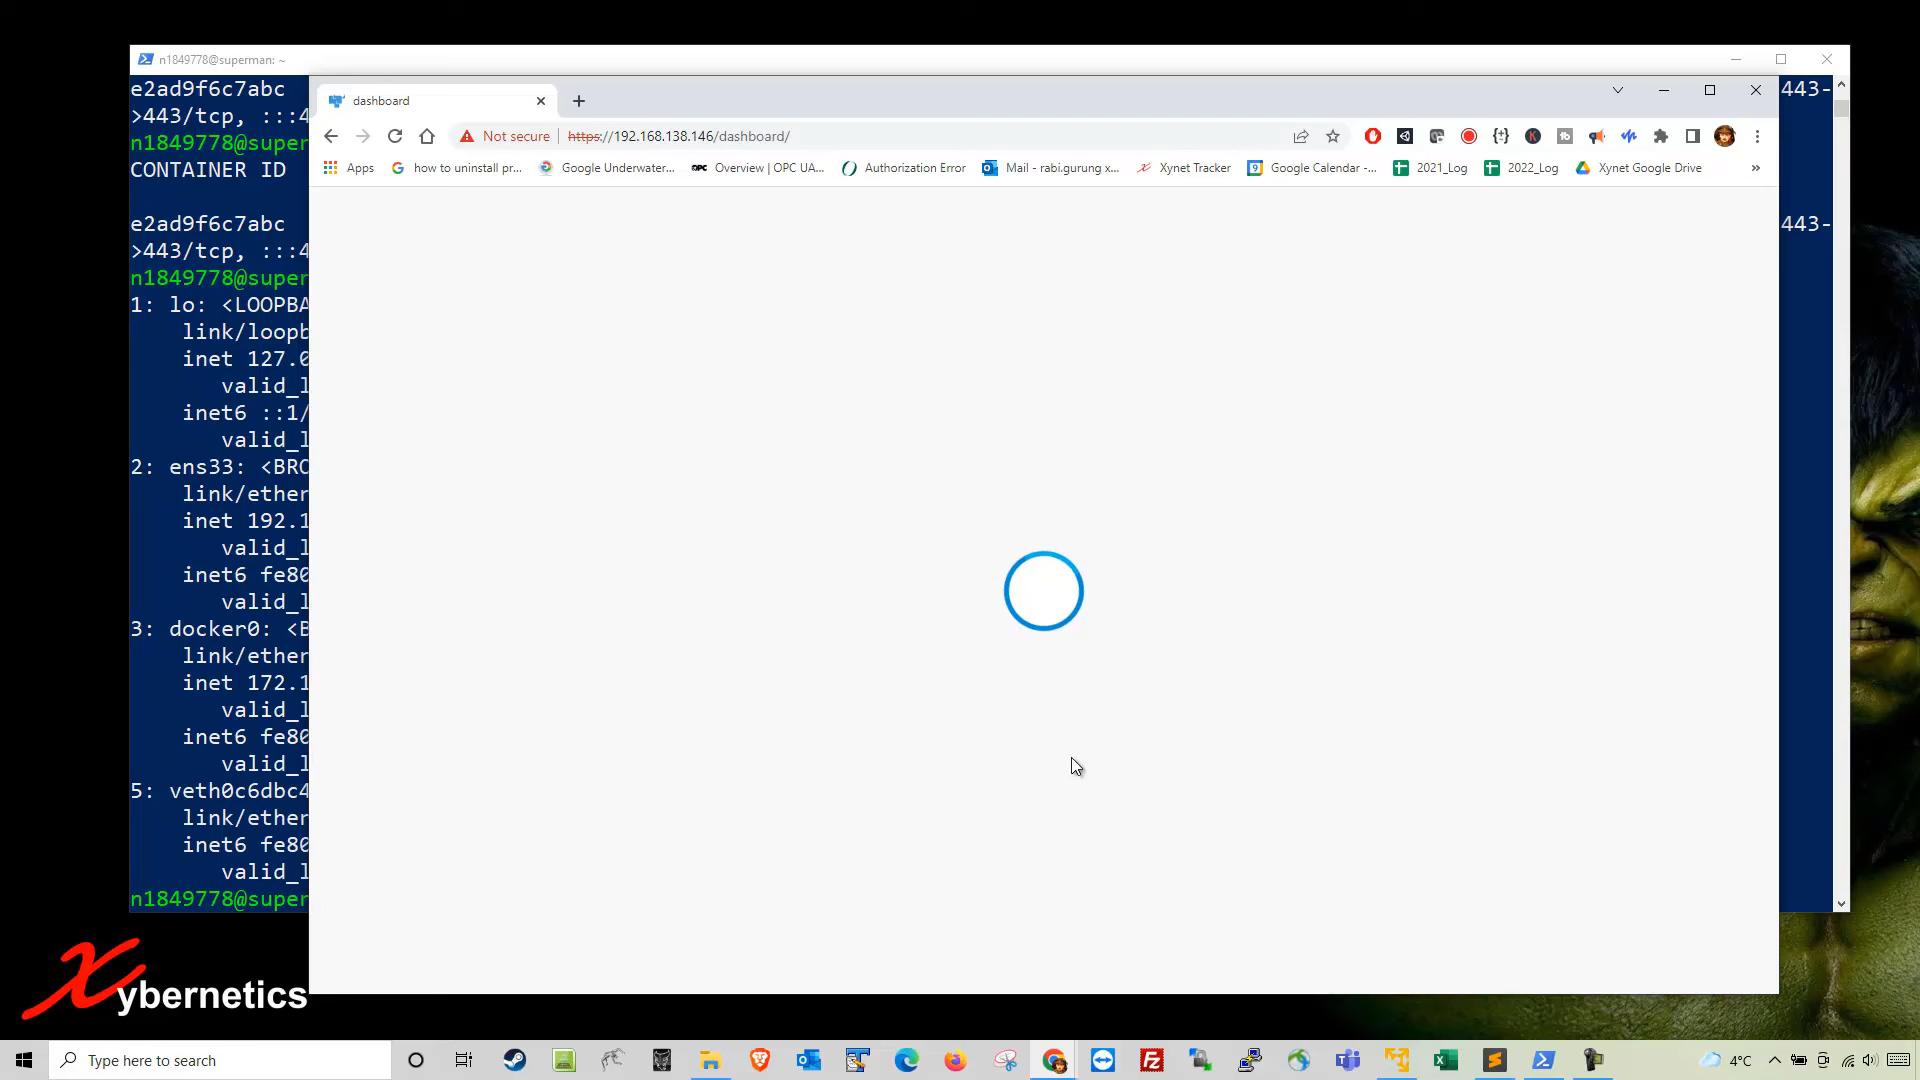 n1849778@superman: ~
e2ad9f6c7abc
443-
>443/tcp, :::4
n1849778@super
CONTAINER ID
e2ad9f6c7abc
443-
>443/tcp, :::4
n1849778@super
1: lo: <LOOPBA
link/loopb
inet 127.0
valid_l
inet6 ::1/
valid_l
2: ens33: <BRO
link/ether
inet 192.1
valid_l
inet6 fe80
valid_l
3: docker0: <B
link/ether
inet 172.1
valid_l
inet6 fe80
valid_l
5: veth0c6dbc4
link/ether
inet6 fe80
valid_l
n1849778@super
dashboard
Not secure
https://192.168.138.146/dashboard/
Apps
how to uninstall pr...
Google Underwater...
OPC Overview | OPC UA...
Authorization Error
Mail - rabi.gurung x...
Xynet Tracker
Google Calendar -...
2021_Log
2022_Log
Xynet Google Drive
Xybernetics
Type here to search
4°C